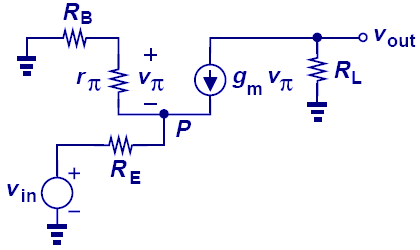 R_B
+
r_π v_π
−
g_m v_π
v_out
R_L
P
R_E
v_in
+
−